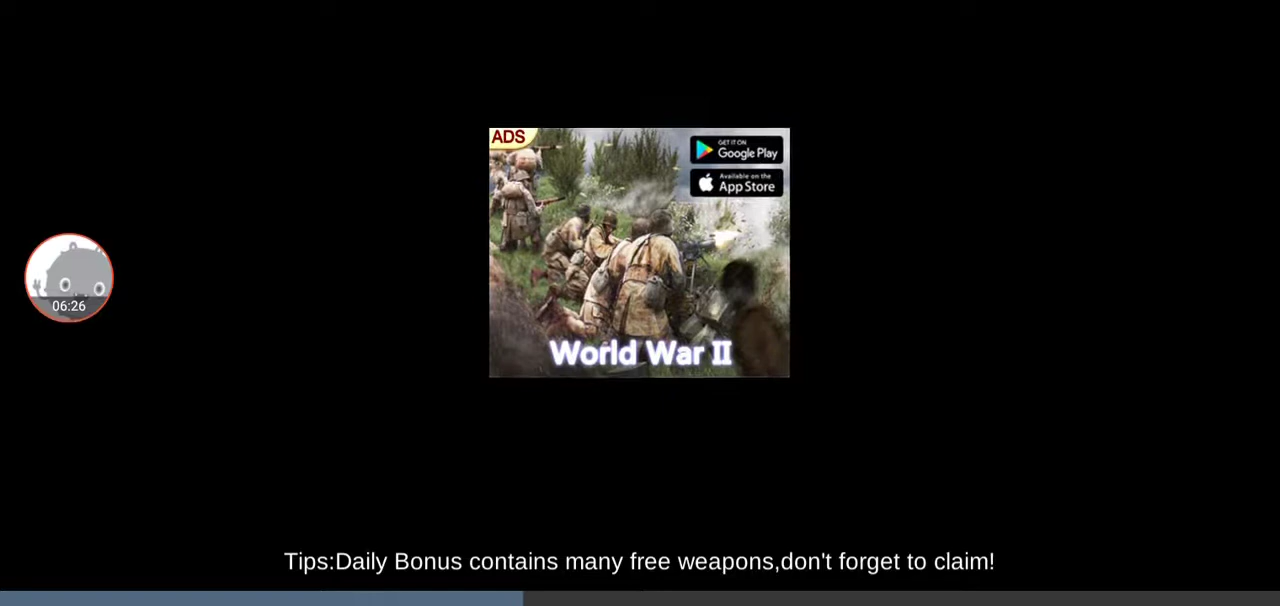 ADS
GET IT ON
Google Play
Available on the
App Store
06:26
World War II
Tips:Daily Bonus contains many free weapons,don't forget to claim!